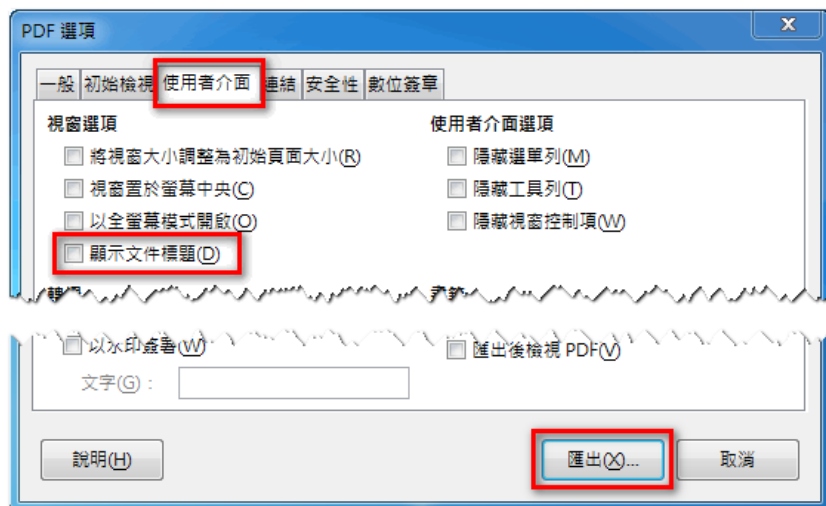 PDF 選項
X
一般 初始檢視 使用者介面 連結 安全性 數位簽章
視窗選項
將視窗大小調整為初始頁面大小(R)
視窗置於螢幕中央(C)
以全螢幕模式開啟(O)
顯示文件標題(D)
使用者介面選項
隱藏選單列(M)
隱藏工具列(T)
隱藏視窗控制項(W)
以水印簽署(W)
文字(G)：
匯出後檢視 PDF(V)
說明(H)
匯出(X)...
取消